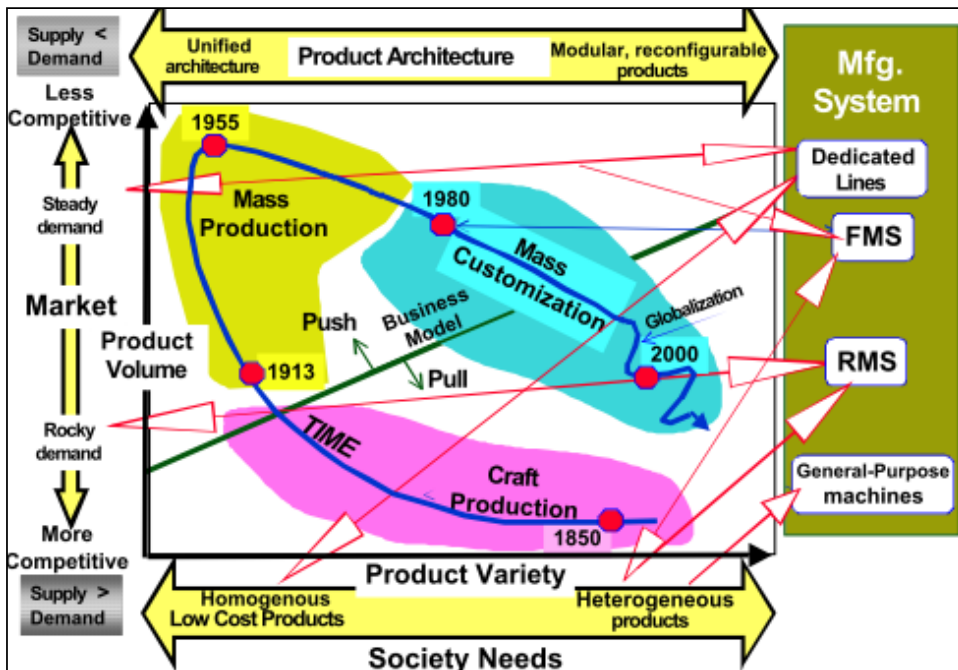 Supply <
Demand
Unified
architecture
Product Architecture
Modular, reconfigurable
products
Mfg.
System
Less
Competitive
1955
Dedicated
Lines
Mass
Production
1980
Steady
demand
FMS
Mass
Customization
Market
Globalization
Push
Business
Model
Product
Volume
2000
RMS
1913
Pull
Rocky
demand
TIME
Craft
Production
General-Purpose
machines
1850
More
Competitive
Product Variety
Supply >
Demand
Homogenous
Low Cost Products
Heterogeneous
products
Society Needs